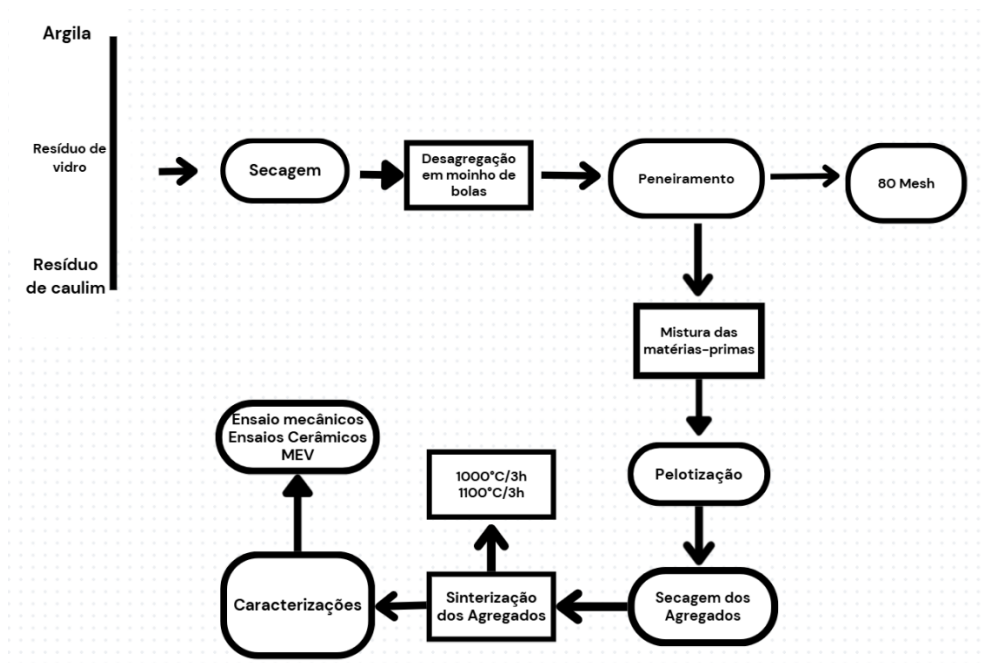 Argila
Resíduo de
vidro
Resíduo
de caulim
Secagem
Desagregação
em moinho de
bolas
Peneiramento
80 Mesh
Mistura das
matérias-primas
Pelotização
Secagem dos
Agregados
Sinterização
dos Agregados
1000°C/3h
1100°C/3h
Caracterizações
Ensaio mecânicos
Ensaios Cerâmicos
MEV